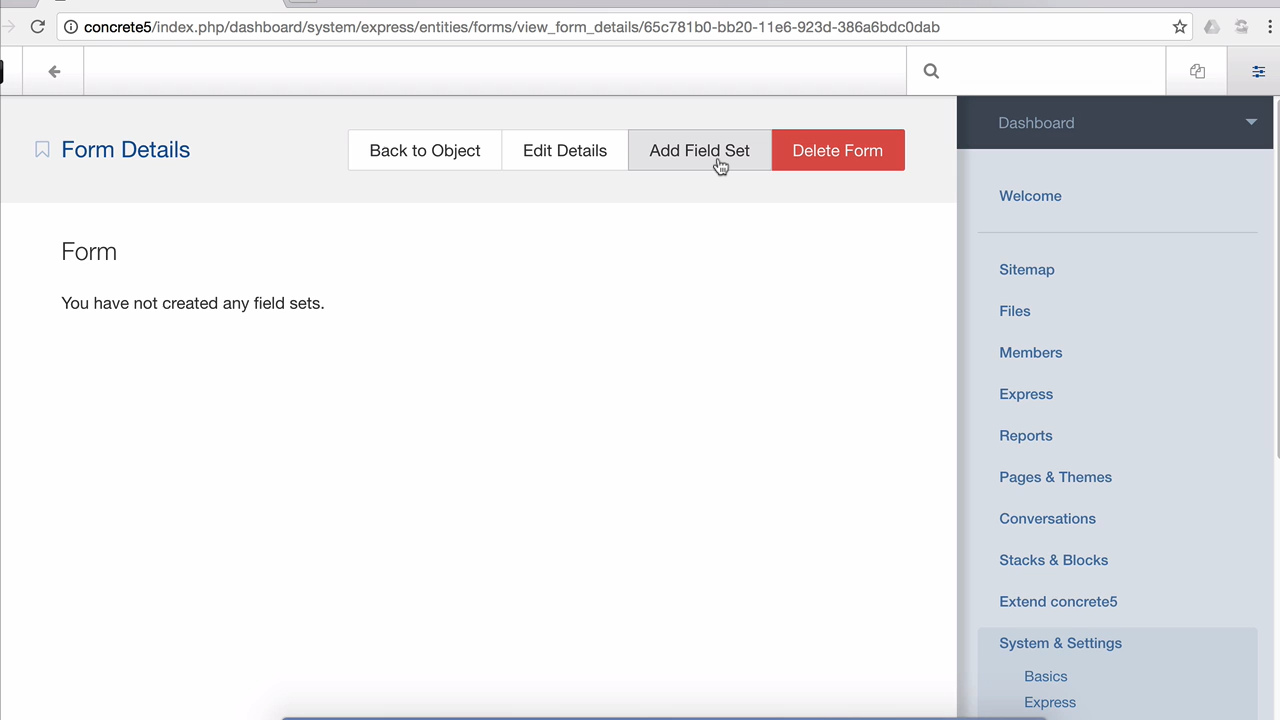 concrete5/index.php/dashboard/system/express/entities/forms/view_form_details/65c781b0-bb20-11e6-923d-386a6bdc0dab
Form Details
Back to Object
Edit Details
Add Field Set
Delete Form
Form
You have not created any field sets.
Dashboard
Welcome
Sitemap
Files
Members
Express
Reports
Pages & Themes
Conversations
Stacks & Blocks
Extend concrete5
System & Settings
Basics
Express